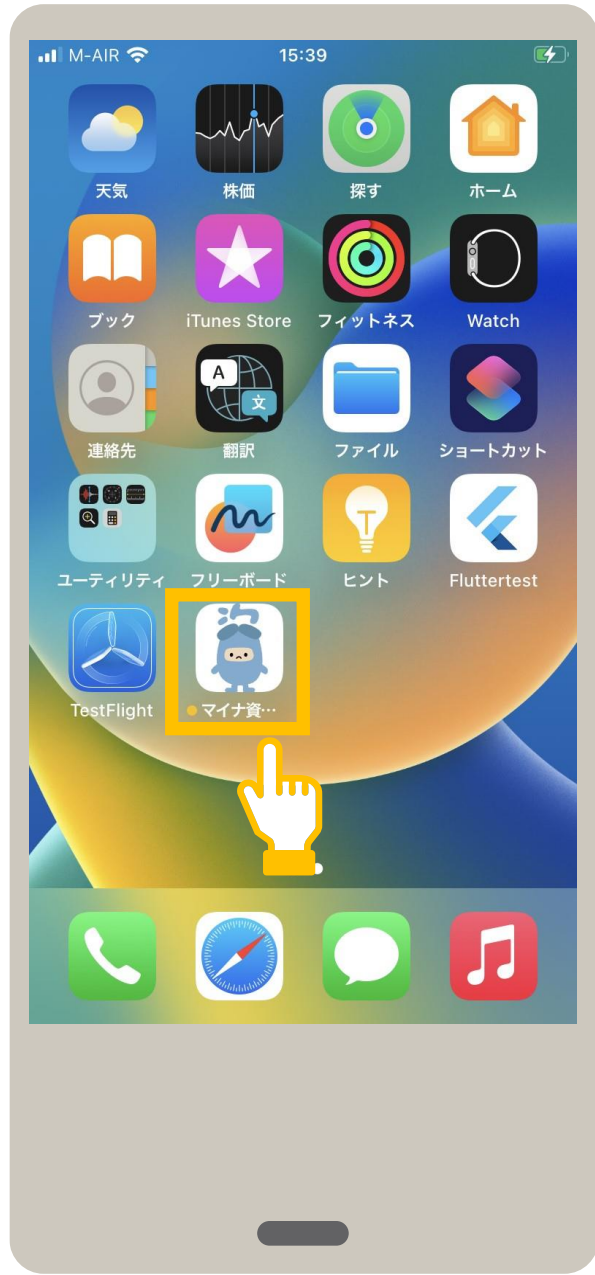 M-AIR
15:39
天気
株価
探す
ホーム
ブック
iTunes Store
フィットネス
Watch
A
文
連絡先
翻訳
ファイル
ショートカット
T
ユーティリティ
フリーボード
ヒント
Fluttertest
TestFlight
マイナ資…